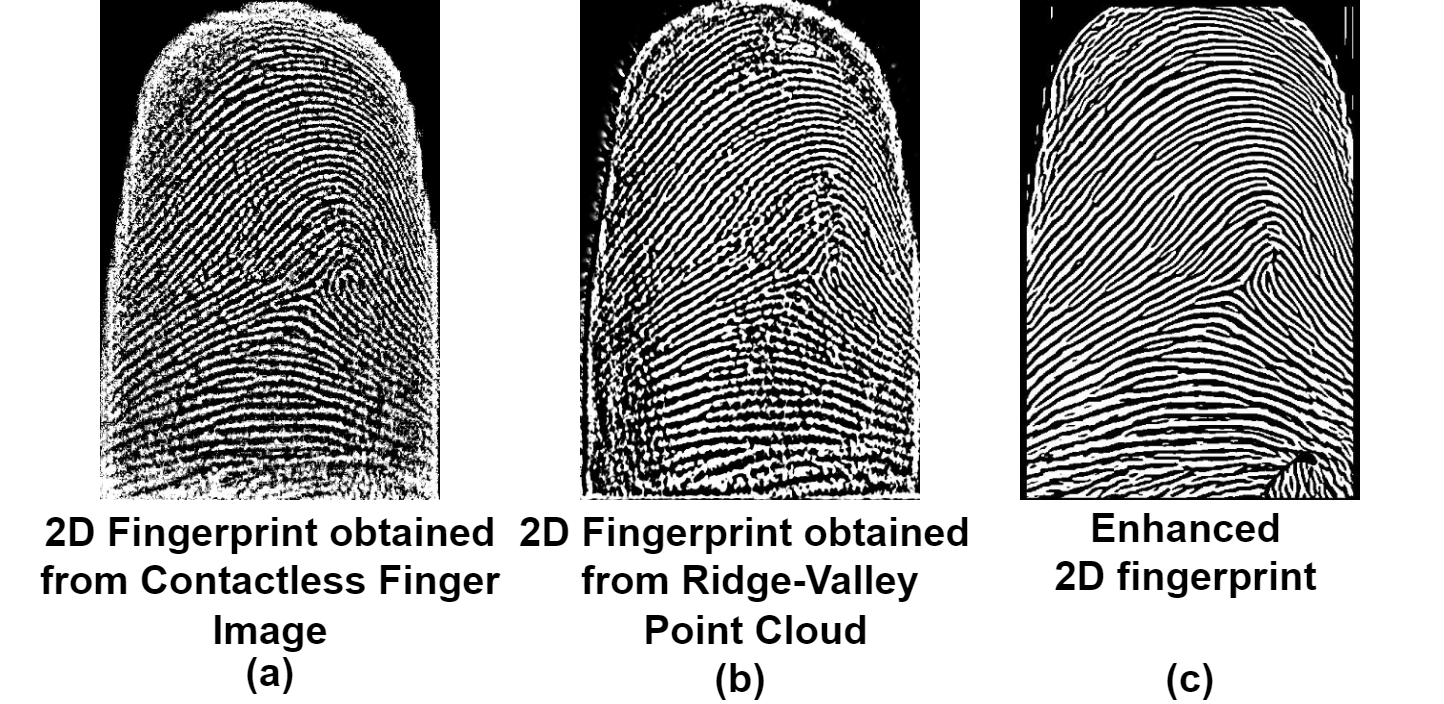 2D Fingerprint obtained
from Contactless Finger
Image
(a)
2D Fingerprint obtained
from Ridge-Valley
Point Cloud
(b)
Enhanced
2D fingerprint
(c)